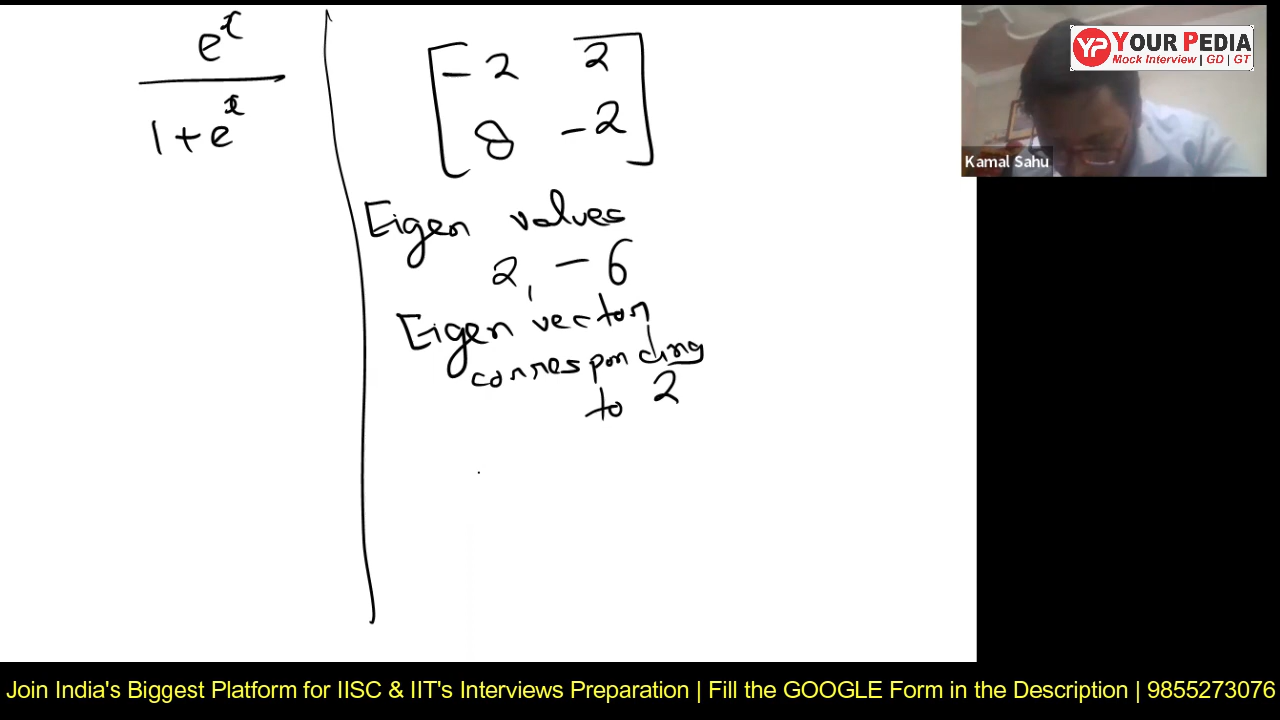 e^x
1+e^x
-2 2
8 -2
Eigen values
2, -6
Eigen vector
corresponding
to 2
YP YOUR PEDIA
Mock Interview | GD | GT
Kamal Sahu
Join India's Biggest Platform for IISC & IIT's Interviews Preparation | Fill the GOOGLE Form in the Description | 9855273076